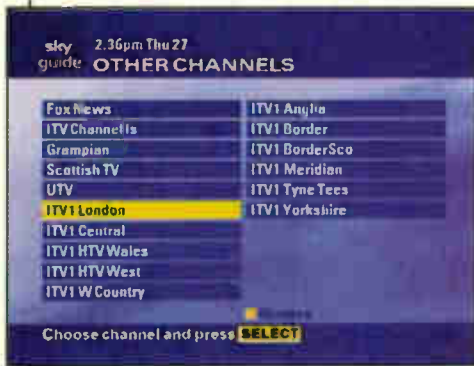 sky 2.36pm Thu 27
guide OTHER CHANNELS
Fox News
ITV Channel Is
Grampian
Scottish TV
UTV
ITV1 London
ITV1 Central
ITV1 HTV Wales
ITV1 HTV West
ITV1 W Country
ITV1 Anglia
ITV1 Border
ITV1 BorderSco
ITV1 Meridian
ITV1 Tyne Tees
ITV1 Yorkshire
Choose channel and press SELECT